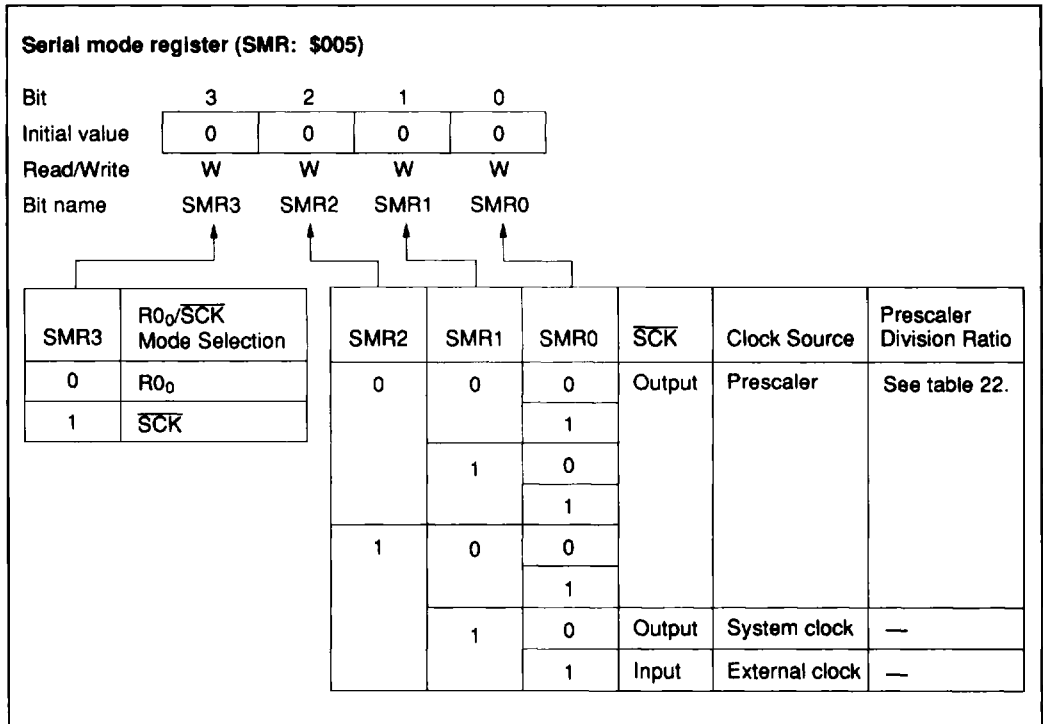 Serial mode register (SMR: $005)
Bit 3 2 1 0
Initial value 0 0 0 0
Read/Write W W W W
Bit name SMR3 SMR2 SMR1 SMR0
SMR3 R0₀/S̅C̅K̅ Mode Selection
0 R0₀
1 S̅C̅K̅
SMR2 SMR1 SMR0 S̅C̅K̅ Clock Source Prescaler Division Ratio
0 0 0 Output Prescaler See table 22.
1
1 0
1
1 0 0
1
1 0 Output System clock —
1 Input External clock —